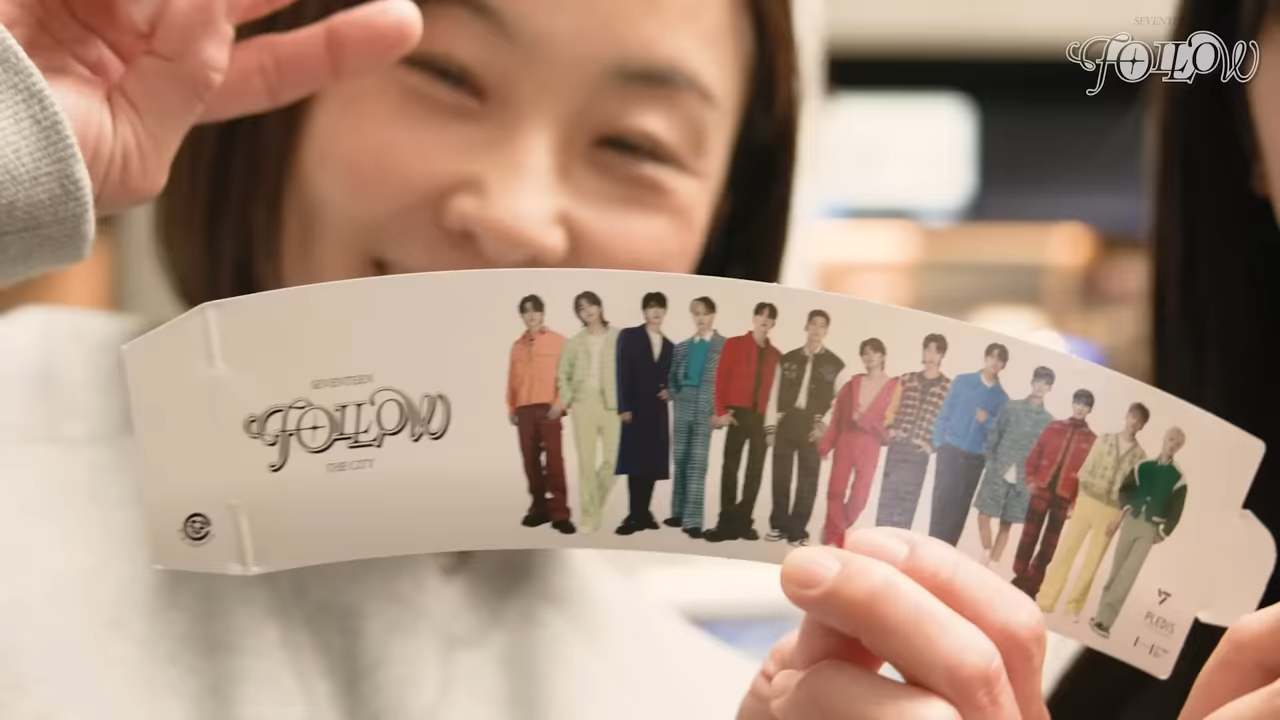 SEVENTEEN
FOLLOW
SEVENTEEN
FOLLOW
THE CITY
PLEDIS